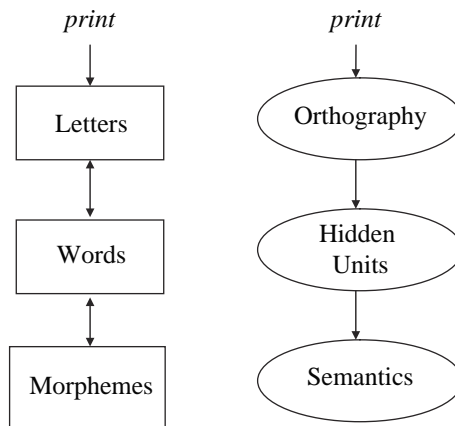 print
Letters
Words
Morphemes
print
Orthography
Hidden
Units
Semantics